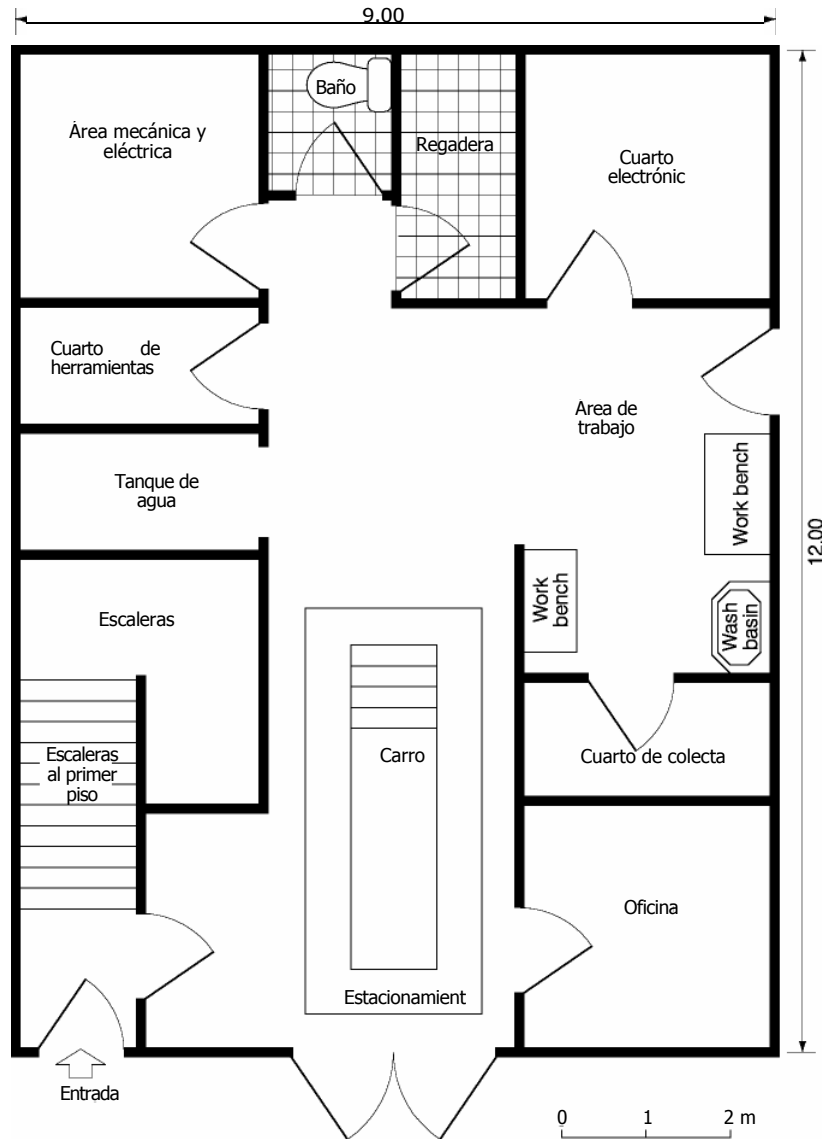 9.00
Baño
Área mecánica y
eléctrica
Regadera
Cuarto
electrónic
Cuarto de
herramientas
Area de
trabajo
Tanque de
agua
Work bench
12.00
Work
bench
Wash
basin
Escaleras
Escaleras
al primer
piso
Carro
Cuarto de colecta
Oficina
Estacionamient
Entrada
0 1 2 m